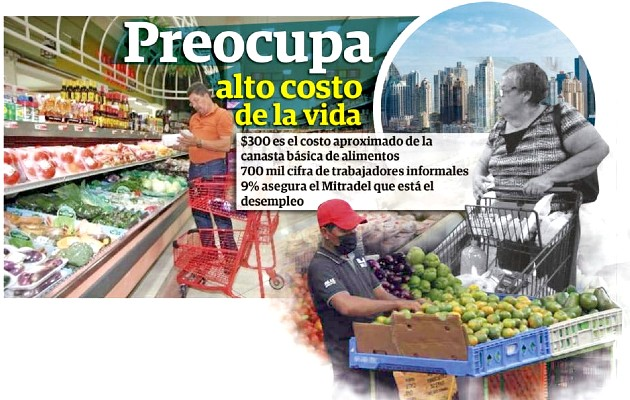 Preocupa
alto costo
de la vida
$300 es el costo aproximado de la
canasta básica de alimentos
700 mil cifra de trabajadores informales
9% asegura el Mitradel que está el
desempleo